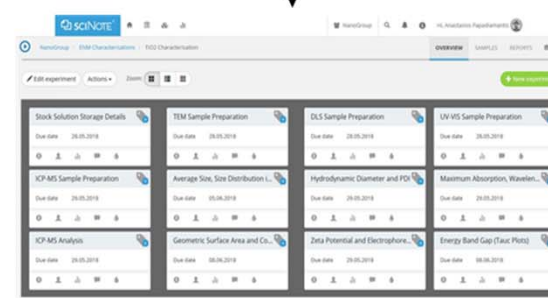 SCINOTE
NanoGroup
Hi, Anastasios Papadiamantis
NanoGroup ENM Characterisations TiO2 Characterisation
OVERVIEW SAMPLES REPORTS
Edit experiment Actions Zoom: New experiment
Stock Solution Storage Details TEM Sample Preparation DLS Sample Preparation UV-VIS Sample Preparation
Due date 28.05.2018 Due date 28.05.2018 Due date 28.05.2018 Due date 28.05.2018
ICP-MS Sample Preparation Average Size, Size Distribution i... Hydrodynamic Diameter and PDI Maximum Absorption, Wavelen...
Due date 29.05.2018 Due date 05.06.2018 Due date 29.05.2018 Due date 29.05.2018
ICP-MS Analysis Geometric Surface Area and Co... Zeta Potential and Electrophore... Energy Band Gap (Tauc Plots)
Due date 29.05.2018 Due date 08.06.2018 Due date 29.05.2018 Due date 08.06.2018